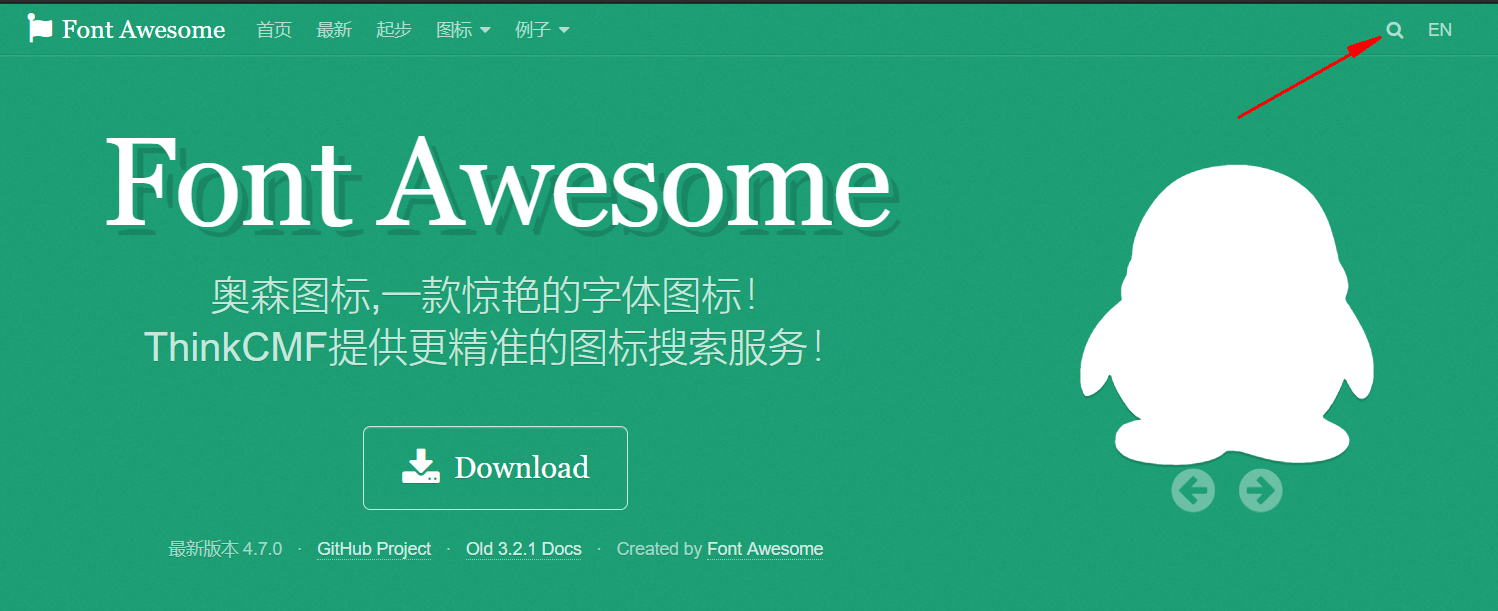 Font Awesome 首页 最新 起步 图标 例子 EN
Font Awesome
奥森图标,一款惊艳的字体图标!
ThinkCMF提供更精准的图标搜索服务!
Download
最新版本 4.7.0 · GitHub Project · Old 3.2.1 Docs · Created by Font Awesome